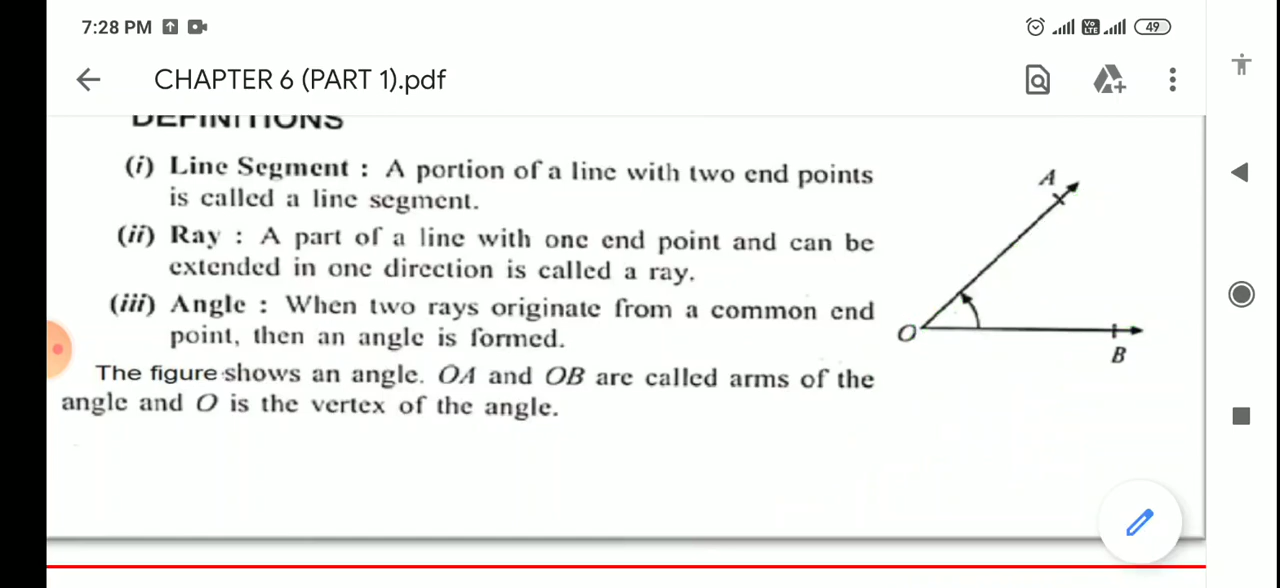 7:28 PM
Vo LTE
49
CHAPTER 6 (PART 1).pdf
DEFINITIONS
(i) Line Segment : A portion of a line with two end points
is called a line segment.
(ii) Ray : A part of a line with one end point and can be
extended in one direction is called a ray.
(iii) Angle : When two rays originate from a common end
point, then an angle is formed.
The figure shows an angle. OA and OB are called arms of the
angle and O is the vertex of the angle.
A
O
B